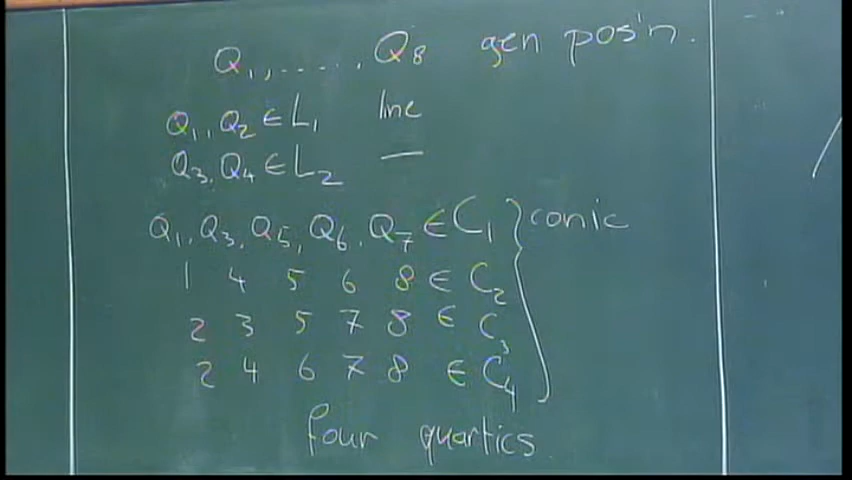 Q₁, ....., Q₈ gen pos'n.
Q₁, Q₂ ∈ L₁ line
Q₃, Q₄ ∈ L₂ —
Q₁, Q₃, Q₅, Q₆, Q₇ ∈ C₁ } conic
1 4 5 6 8 ∈ C₂
2 3 5 7 8 ∈ C₃
2 4 6 7 8 ∈ C₄
four quartics